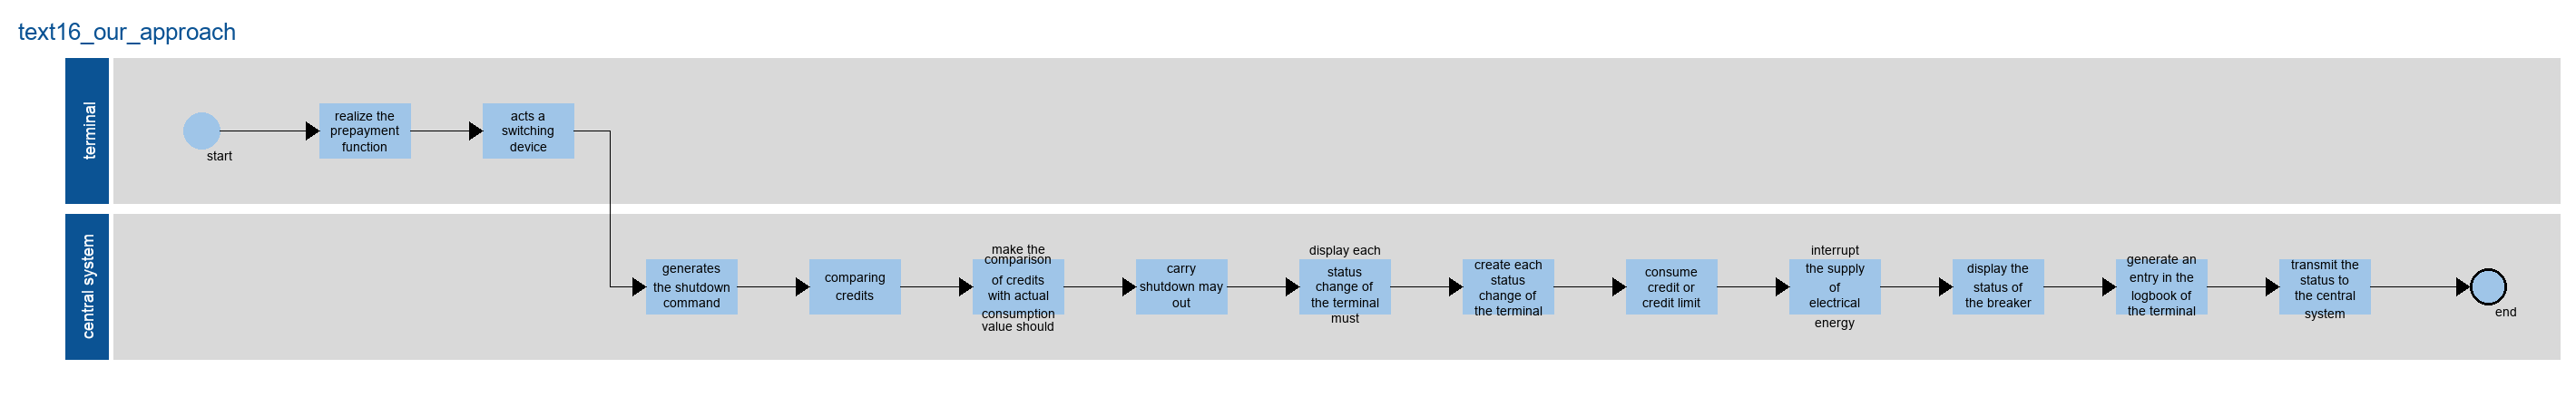 text16_our_approach
terminal
start
realize the
prepayment
function
acts a
switching
device
central system
generates
the shutdown
command
comparing
credits
make the
comparison
of credits
with actual
consumption
value should
carry
shutdown may
out
display each
status
change of
the terminal
must
create each
status
change of
the terminal
consume
credit or
credit limit
interrupt
the supply
of
electrical
energy
display the
status of
the breaker
generate an
entry in the
logbook of
the terminal
transmit the
status to
the central
system
end